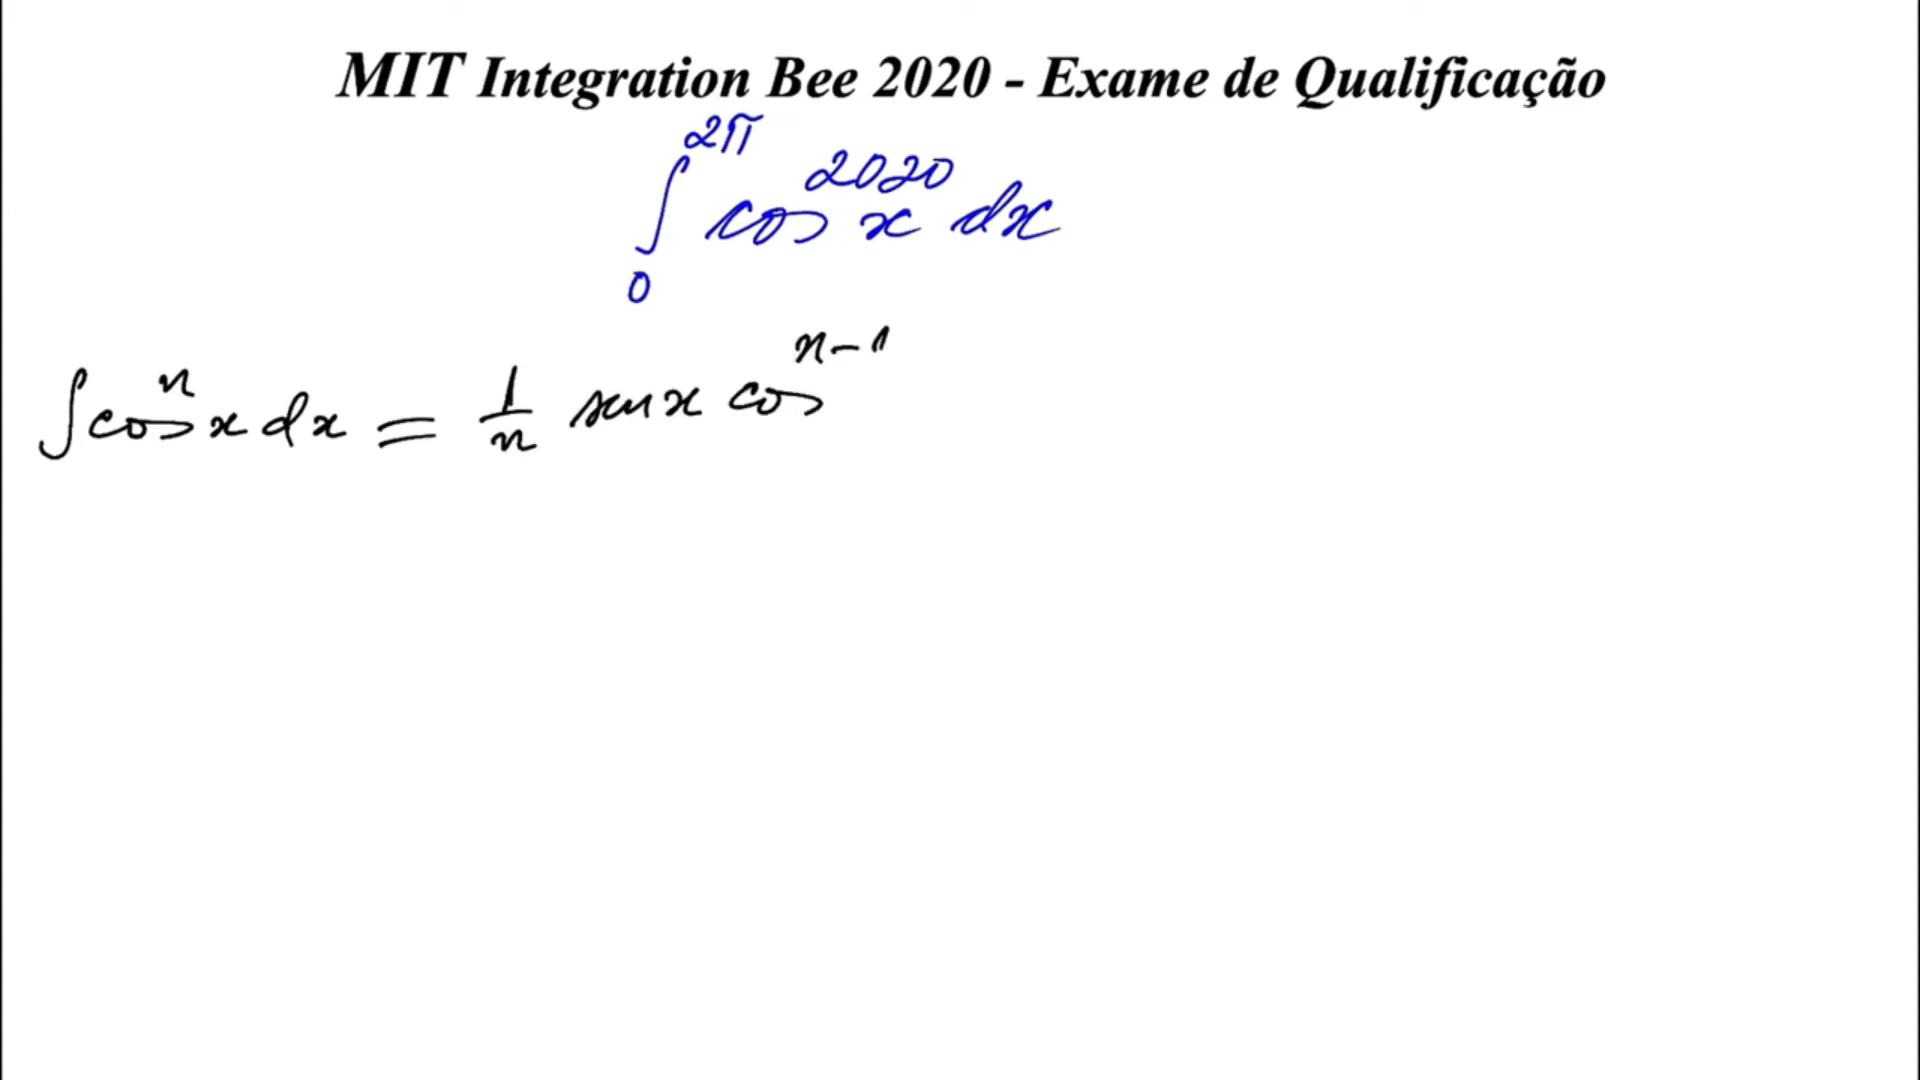 MIT Integration Bee 2020 - Exame de Qualificação
∫₀^{2π} cos^{2020} x dx
∫cos^n x dx = 1/n sen x cos^{n-1}